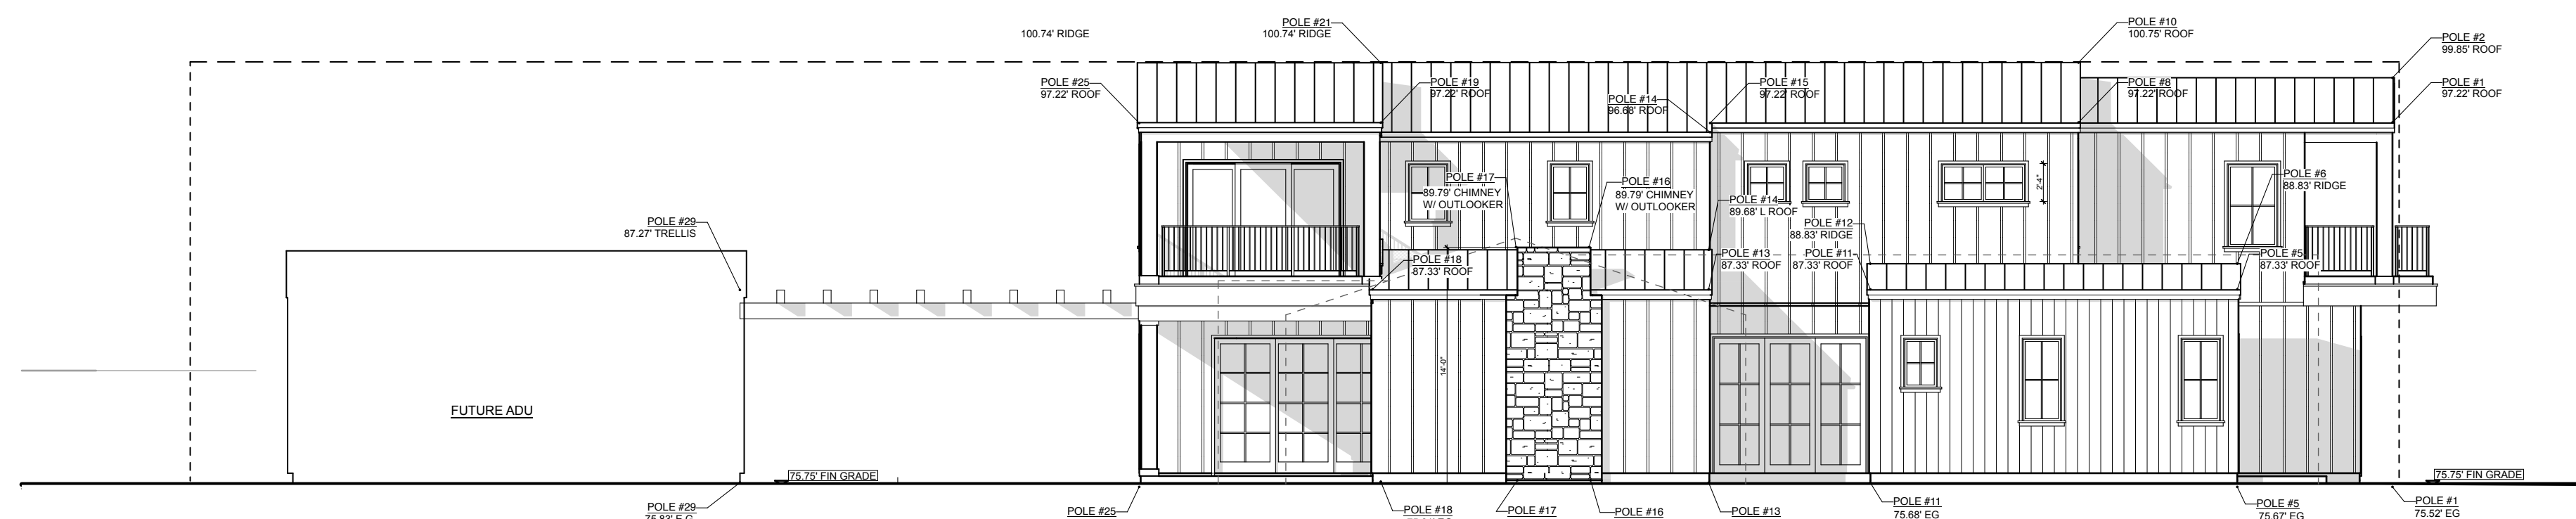 100.74' RIDGE
POLE #21
100.74' RIDGE
POLE #10
100.75' ROOF
POLE #2
99.85' ROOF
POLE #25
97.22' ROOF
POLE #19
97.22' ROOF
POLE #14
96.68' ROOF
POLE #15
97.22' ROOF
POLE #8
97.22' ROOF
POLE #1
97.22' ROOF
POLE #17
89.79' CHIMNEY
W/ OUTLOOKER
POLE #16
89.79' CHIMNEY
W/ OUTLOOKER
2'-4"
POLE #6
88.83' RIDGE
POLE #14
89.68' L ROOF
POLE #29
87.27' TRELLIS
POLE #12
88.83' RIDGE
POLE #18
87.33' ROOF
POLE #13
87.33' ROOF
POLE #11
87.33' ROOF
POLE #5
87.33' ROOF
14'-0"
FUTURE ADU
75.75' FIN GRADE
75.75' FIN GRADE
POLE #29
75.83' E.G
POLE #25
POLE #18
POLE #17
POLE #16
POLE #13
POLE #11
75.68' EG
POLE #5
75.67' EG
POLE #1
75.52' EG